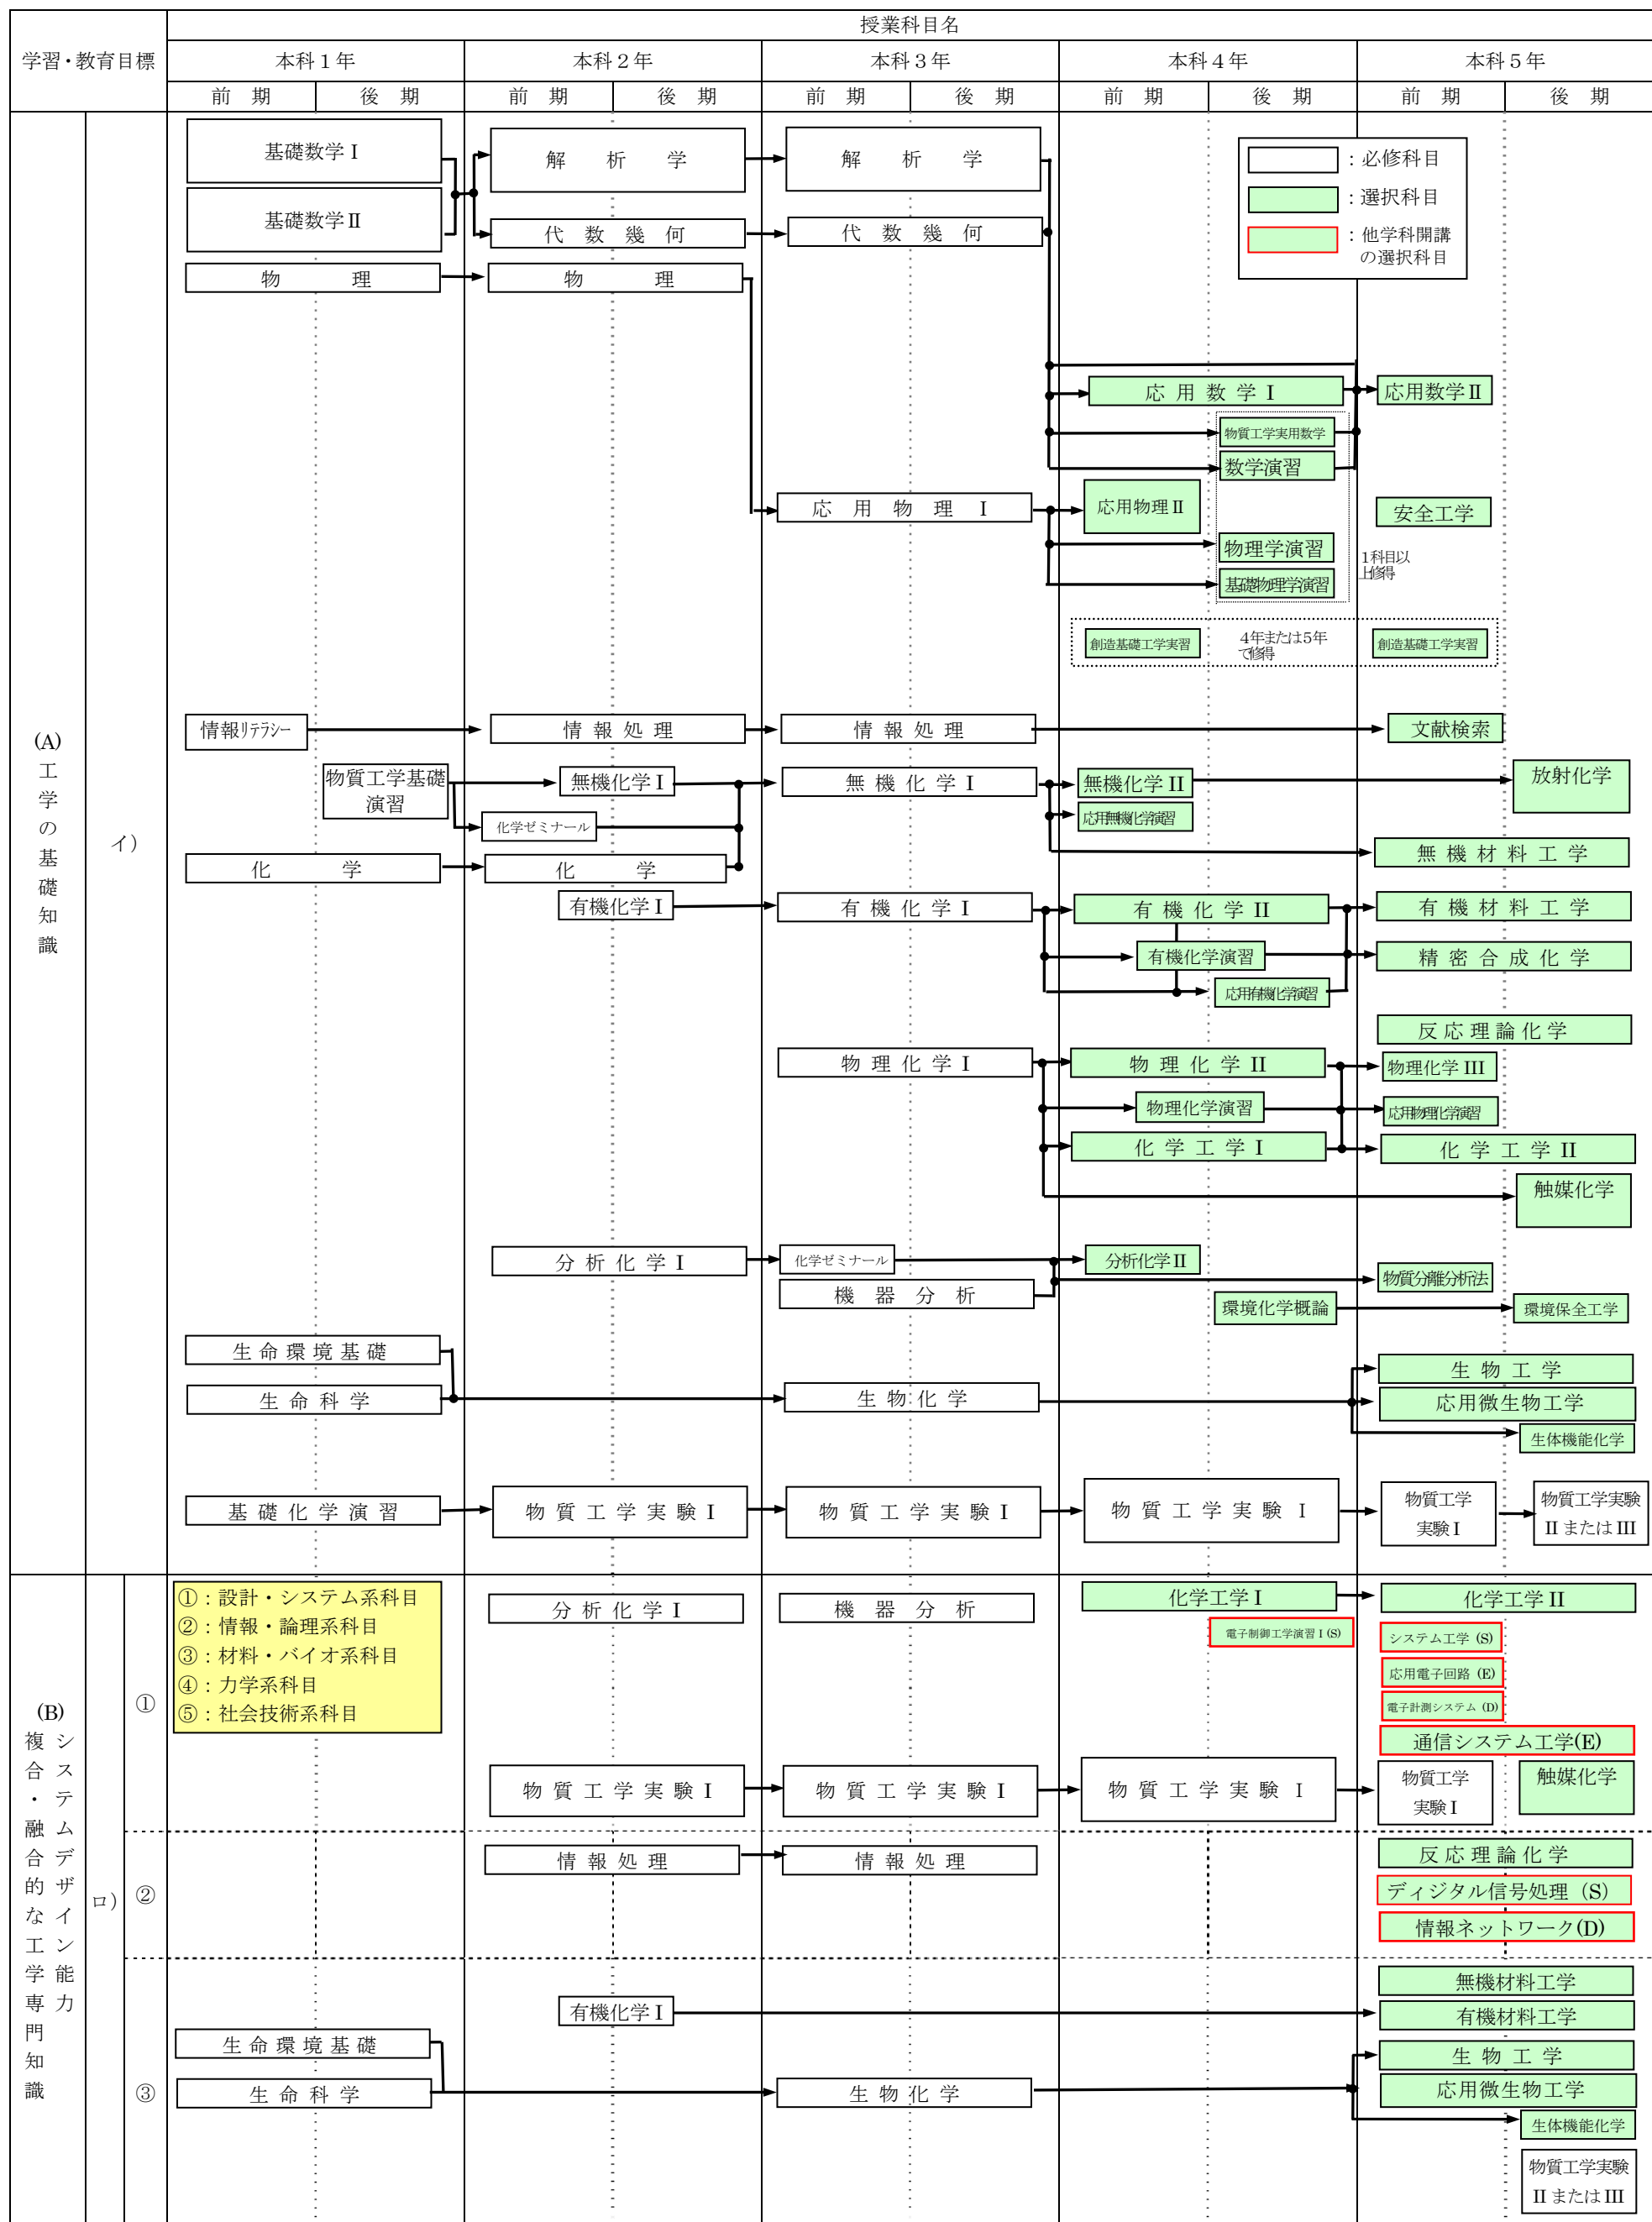 授業科目名
学習・教育目標
本科１年
本科２年
本科３年
本科４年
本科５年
前　期
後　期
前　期
後　期
前　期
後　期
前　期
後　期
前　期
後　期
(A)
工学の基礎知識
イ）
基礎数学Ⅰ
解　析　学
解　析　学
：必修科目
：選択科目
：他学科開講
の選択科目
基礎数学Ⅱ
代 数 幾 何
代 数 幾 何
物　理
物　理
応 用 数 学 Ⅰ
応用数学Ⅱ
物質工学実用数学
数学演習
応 用 物 理 Ⅰ
応用物理Ⅱ
安全工学
物理学演習
基礎物理学演習
１科目以
上修得
創造基礎工学実習
４年または５年
で修得
創造基礎工学実習
情報リテラシー
情 報 処 理
情 報 処 理
文献検索
物質工学基礎
演習
無機化学Ⅰ
無 機 化 学 Ⅰ
無機化学Ⅱ
放射化学
化学ゼミナール
応用無機化学演習
化　学
化　学
無 機 材 料 工 学
有機化学Ⅰ
有 機 化 学 Ⅰ
有 機 化 学 Ⅱ
有 機 材 料 工 学
有機化学演習
精 密 合 成 化 学
応用有機化学演習
反 応 理 論 化 学
物 理 化 学 Ⅰ
物 理 化 学 Ⅱ
物理化学 Ⅲ
物理化学演習
応用物理化学演習
化 学 工 学 Ⅰ
化 学 工 学 Ⅱ
触媒化学
分 析 化 学 Ⅰ
化学ゼミナール
分析化学Ⅱ
機 器 分 析
物質分離分析法
環境化学概論
環境保全工学
生 命 環 境 基 礎
生 物 工 学
生 命 科 学
生 物 化 学
応用微生物工学
生体機能化学
基 礎 化 学 演 習
物 質 工 学 実 験 Ⅰ
物 質 工 学 実 験 Ⅰ
物 質 工 学 実 験 Ⅰ
物質工学
実験Ⅰ
物質工学実験
Ⅱ または Ⅲ
(B)
複合・融合的な工学専門知識
システムデザイン能力
ロ）
①
①：設計・システム系科目
②：情報・論理系科目
③：材料・バイオ系科目
④：力学系科目
⑤：社会技術系科目
分 析 化 学 Ⅰ
機 器 分 析
化学工学Ⅰ
化学工学Ⅱ
電子制御工学演習Ⅰ(S)
システム工学 (S)
応用電子回路 (E)
電子計測システム (D)
通信システム工学(E)
物 質 工 学 実 験 Ⅰ
物 質 工 学 実 験 Ⅰ
物 質 工 学 実 験 Ⅰ
物質工学
実験Ⅰ
触媒化学
②
情 報 処 理
情 報 処 理
反 応 理 論 化 学
ディジタル信号処理（S）
情報ネットワーク(D)
③
無機材料工学
有機化学Ⅰ
有機材料工学
生 命 環 境 基 礎
生 物 工 学
生 命 科 学
生 物 化 学
応用微生物工学
生体機能化学
物質工学実験
Ⅱ または Ⅲ